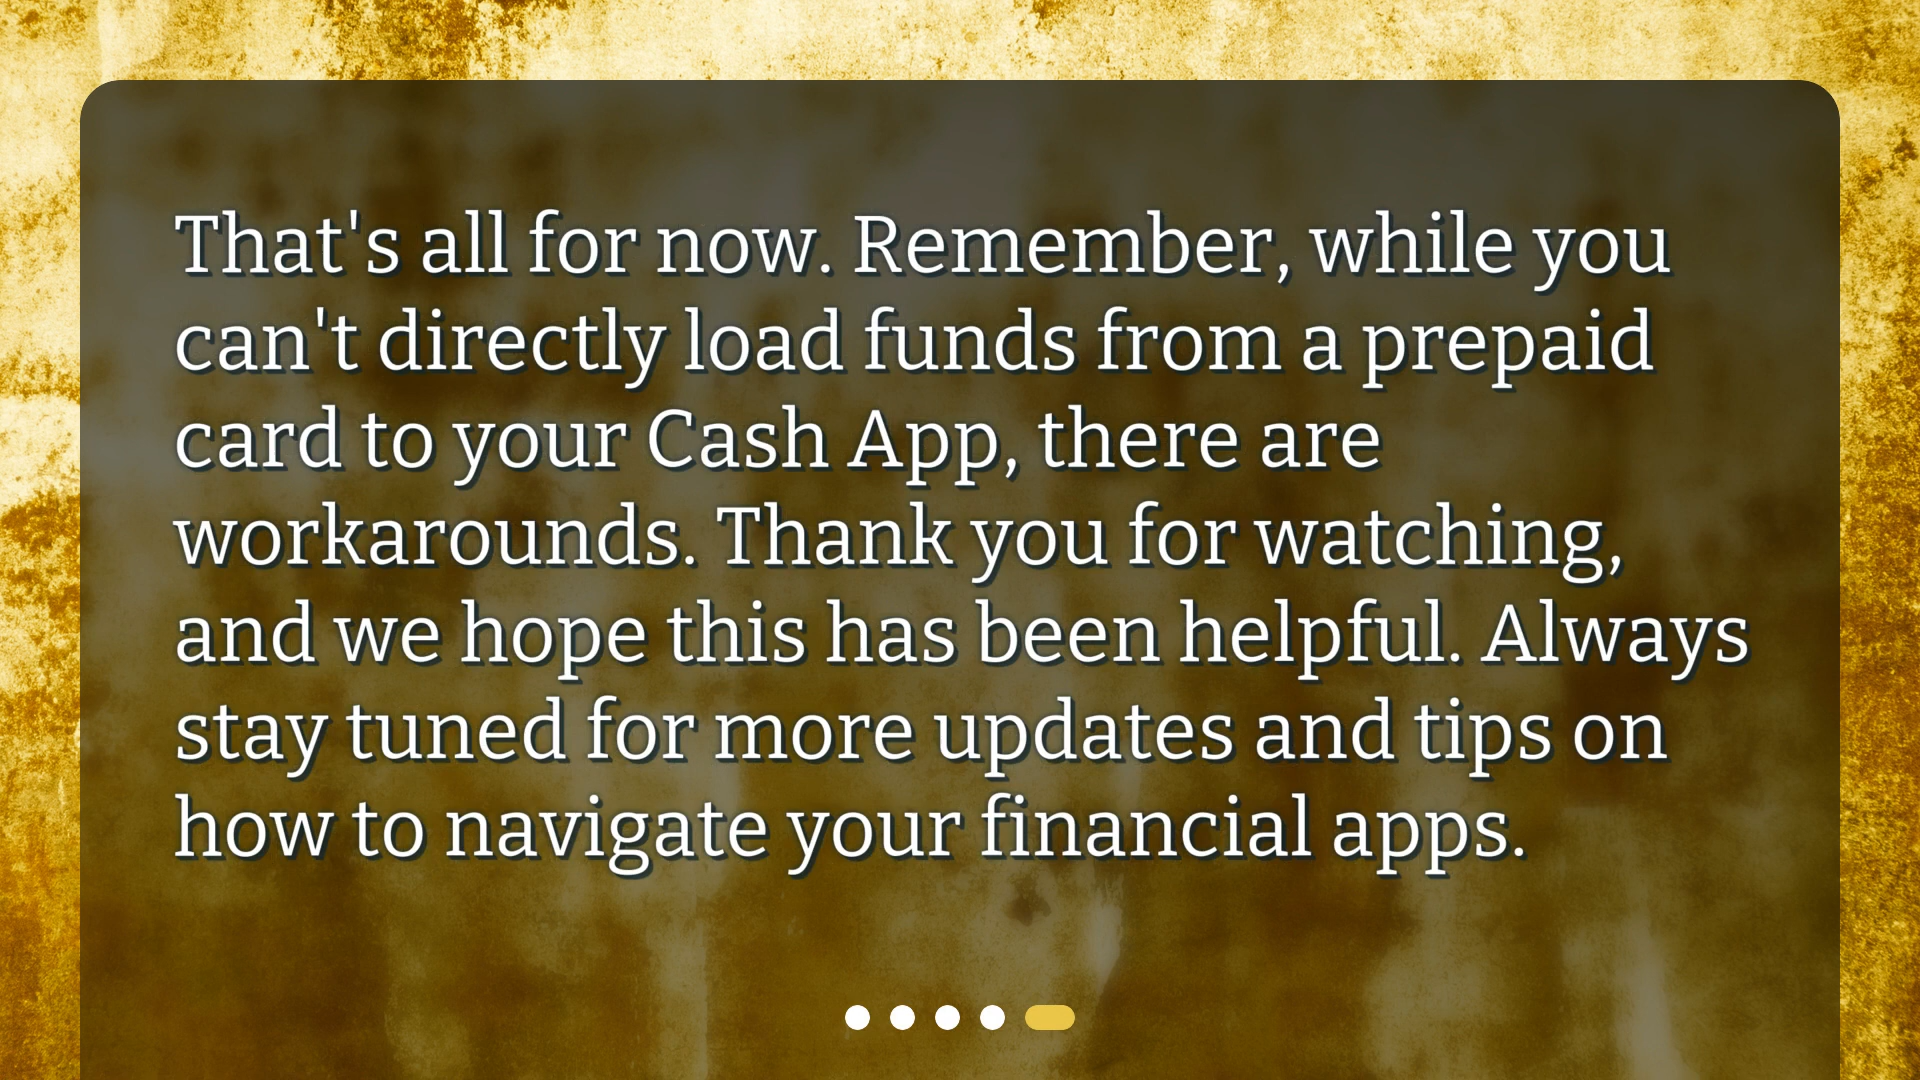 That's all for now. Remember, while you
can't directly load funds from a prepaid
card to your Cash App, there are
workarounds. Thank you for watching,
and we hope this has been helpful. Always
stay tuned for more updates and tips on
how to navigate your financial apps.